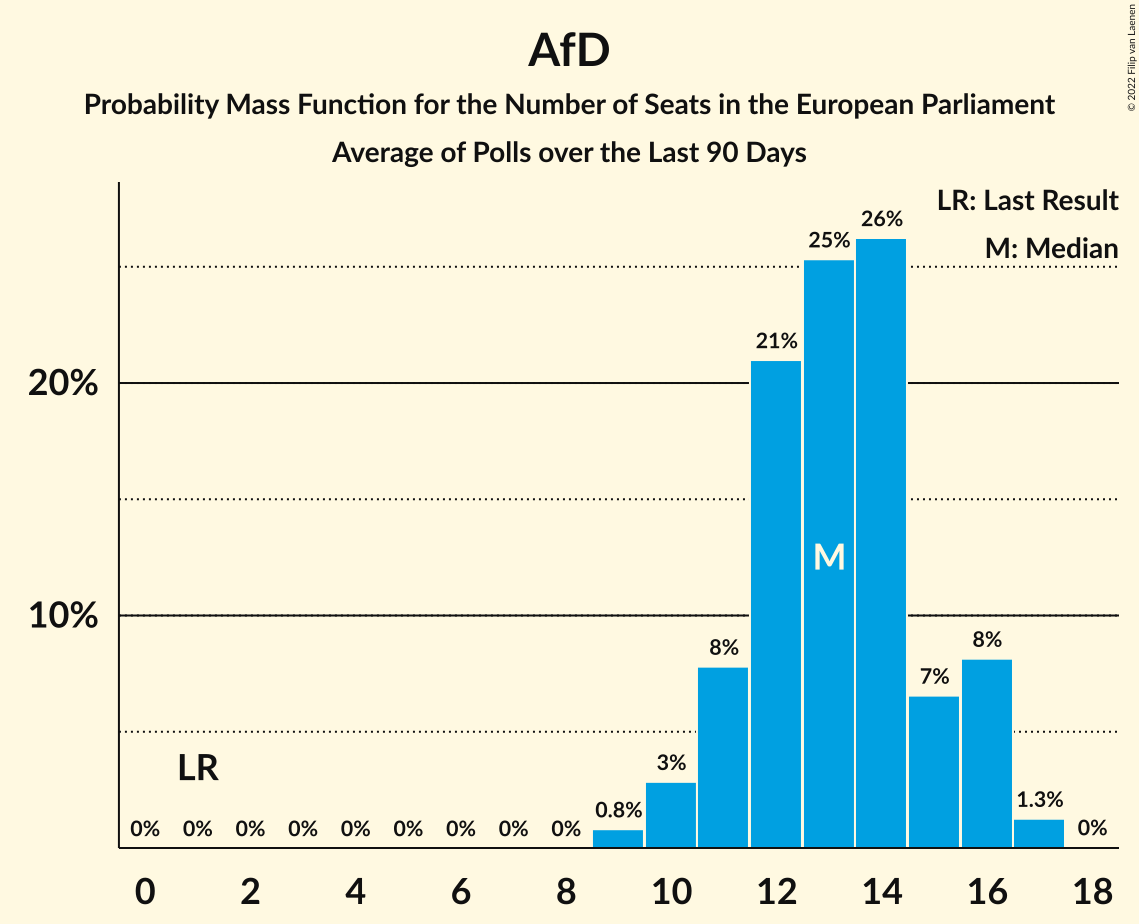 AfD
Probability Mass Function for the Number of Seats in the European Parliament
Average of Polls over the Last 90 Days
© 2022 Filip van Laenen
LR: Last Result
M: Median
20%
10%
0% 0% 0% 0% 0% 0% 0% 0% 0% 0.8% 3% 8% 21% 25% 26% 7% 8% 1.3% 0%
LR
M
0 2 4 6 8 10 12 14 16 18